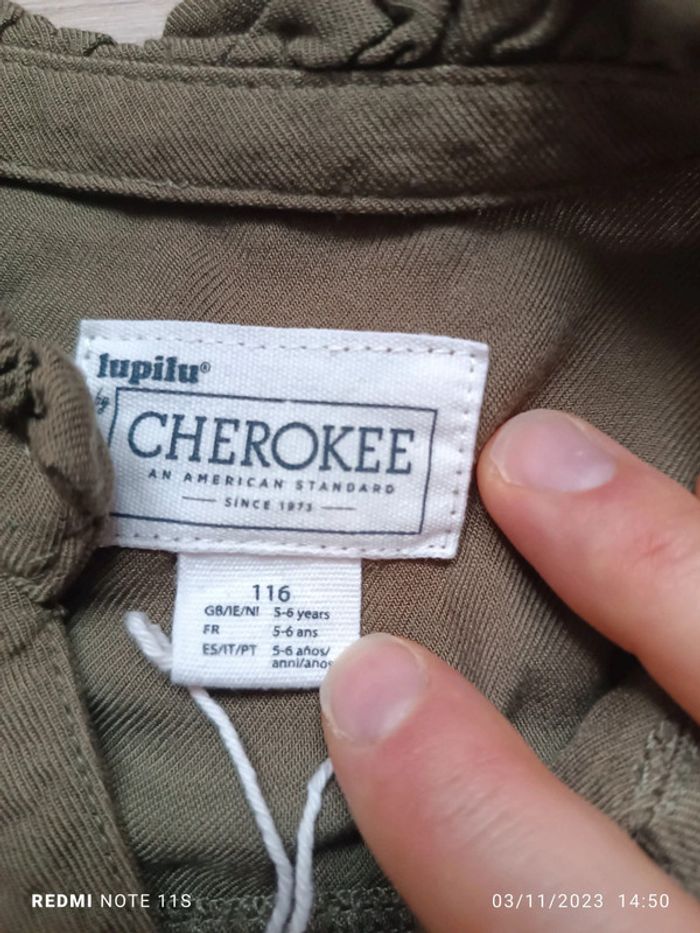 lupilu®
by
CHEROKEE
AN AMERICAN STANDARD
SINCE 1973
116
GB/IE/NI 5-6 years
FR 5-6 ans
ES/IT/PT 5-6 años/
anni/anos
REDMI NOTE 11S
03/11/2023 14:50